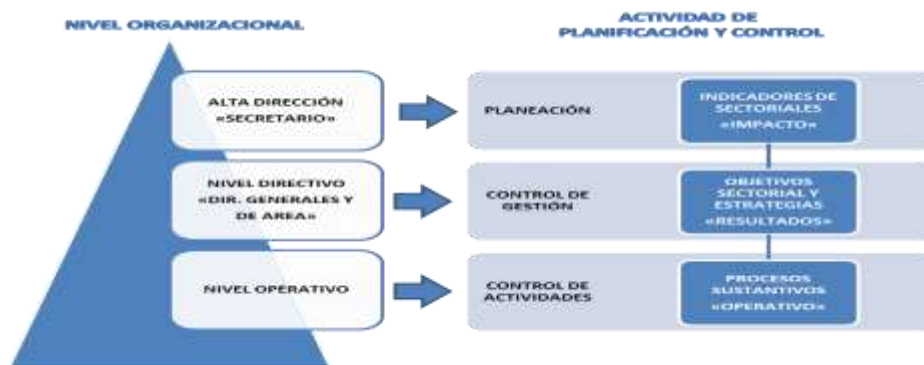 NIVEL ORGANIZACIONAL
ACTIVIDAD DE
PLANIFICACIÓN Y CONTROL
ALTA DIRECCIÓN
«SECRETARIO»
PLANEACIÓN
INDICADORES DE
SECTORIALES
«IMPACTO»
NIVEL DIRECTIVO
«DIR. GENERALES Y
DE AREA»
CONTROL DE
GESTIÓN
OBJETIVOS
SECTORIAL Y
ESTRATEGIAS
«RESULTADOS»
NIVEL OPERATIVO
CONTROL DE
ACTIVIDADES
PROCESOS
SUSTANTIVOS
«OPERATIVO»